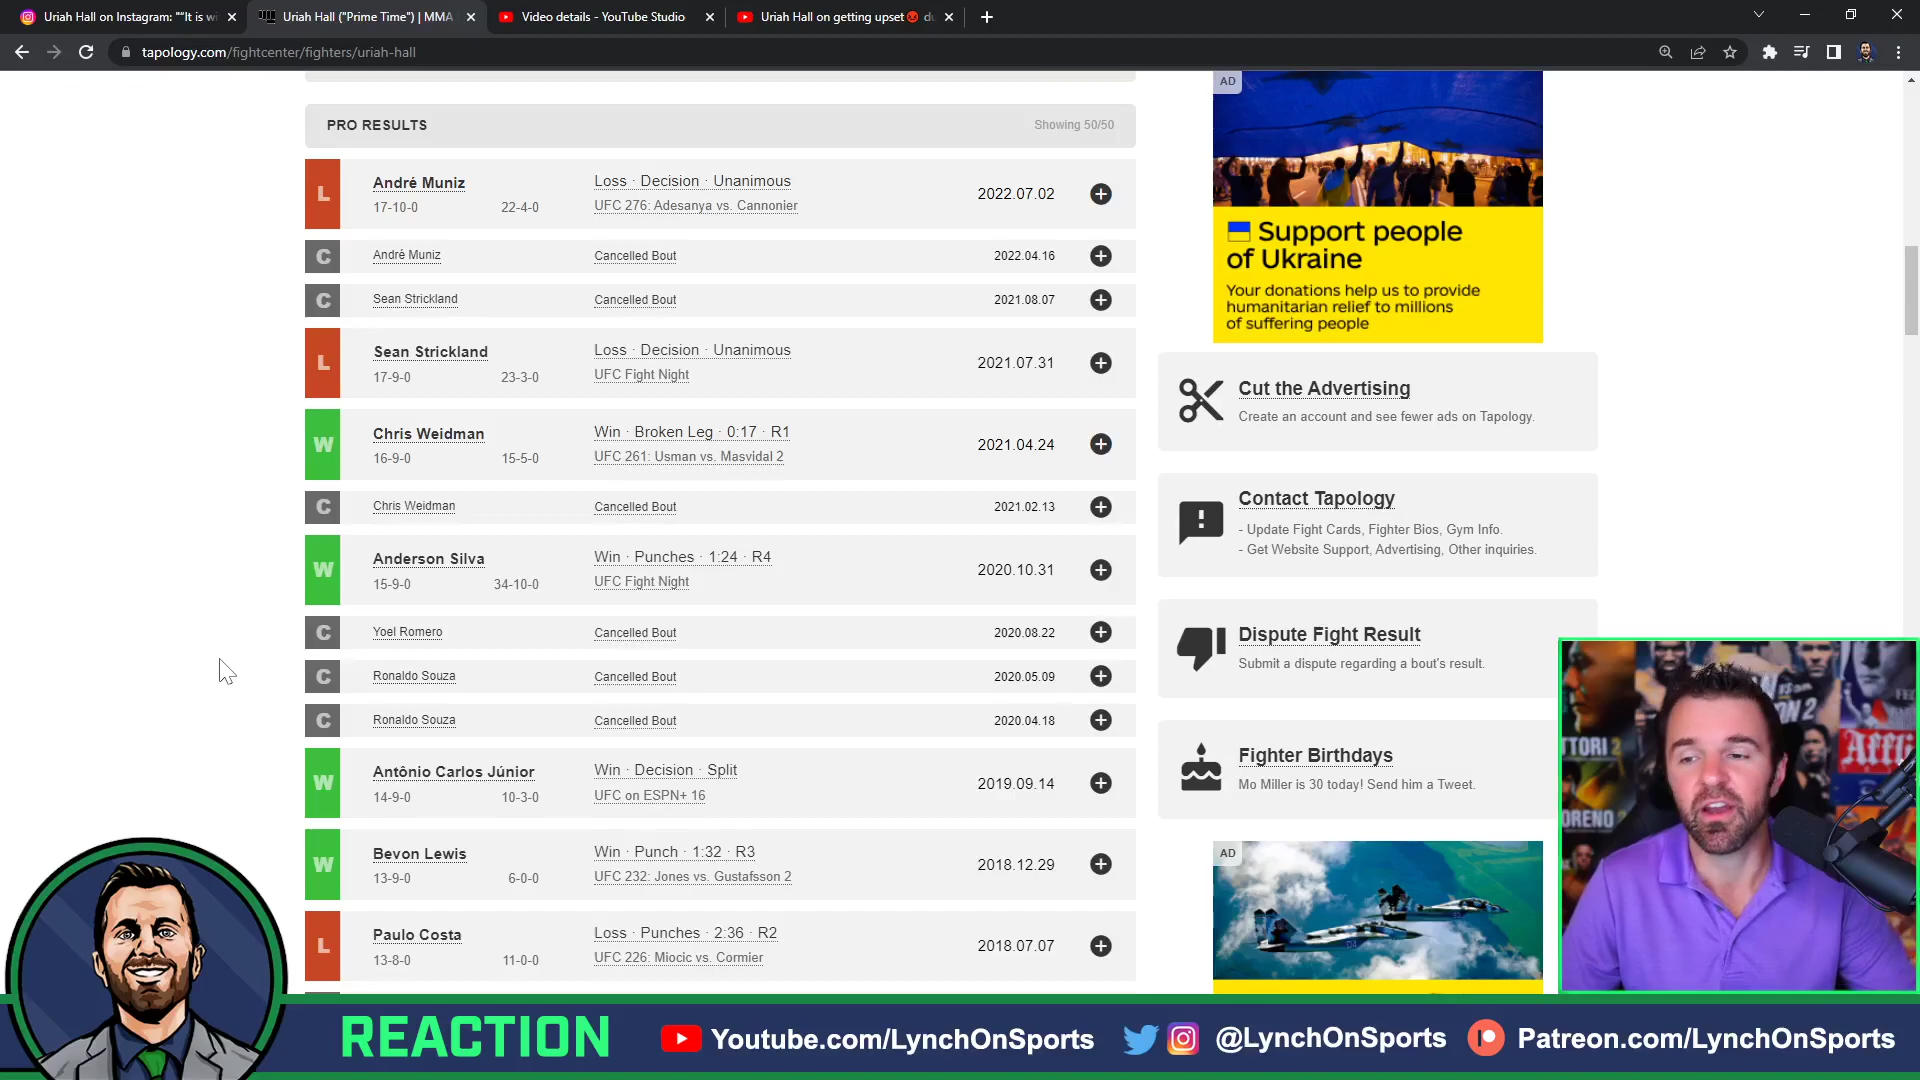 Uriah Hall on Instagram: "“It is wi
Uriah Hall ("Prime Time") | MMA
Video details - YouTube Studio
Uriah Hall on getting upset
tapology.com/fightcenter/fighters/uriah-hall
PRO RESULTS
Showing 50/50
L
André Muniz
17-10-0
22-4-0
Loss · Decision · Unanimous
UFC 276: Adesanya vs. Cannonier
2022.07.02
C
André Muniz
Cancelled Bout
2022.04.16
C
Sean Strickland
Cancelled Bout
2021.08.07
L
Sean Strickland
17-9-0
23-3-0
Loss · Decision · Unanimous
UFC Fight Night
2021.07.31
W
Chris Weidman
16-9-0
15-5-0
Win · Broken Leg · 0:17 · R1
UFC 261: Usman vs. Masvidal 2
2021.04.24
C
Chris Weidman
Cancelled Bout
2021.02.13
W
Anderson Silva
15-9-0
34-10-0
Win · Punches · 1:24 · R4
UFC Fight Night
2020.10.31
C
Yoel Romero
Cancelled Bout
2020.08.22
C
Ronaldo Souza
Cancelled Bout
2020.05.09
C
Ronaldo Souza
Cancelled Bout
2020.04.18
W
Antônio Carlos Júnior
14-9-0
10-3-0
Win · Decision · Split
UFC on ESPN+ 16
2019.09.14
W
Bevon Lewis
13-9-0
6-0-0
Win · Punch · 1:32 · R3
UFC 232: Jones vs. Gustafsson 2
2018.12.29
L
Paulo Costa
13-8-0
11-0-0
Loss · Punches · 2:36 · R2
UFC 226: Miocic vs. Cormier
2018.07.07
AD
Support people
of Ukraine
Your donations help us to provide
humanitarian relief to millions
of suffering people
Cut the Advertising
Create an account and see fewer ads on Tapology.
Contact Tapology
- Update Fight Cards, Fighter Bios, Gym Info.
- Get Website Support, Advertising, Other inquiries.
Dispute Fight Result
Submit a dispute regarding a bout's result.
Fighter Birthdays
Mo Miller is 30 today! Send him a Tweet.
AD
TTORI 2
ORENO
ON 2
Affli
REACTION
Youtube.com/LynchOnSports
@LynchOnSports
Patreon.com/LynchOnSports